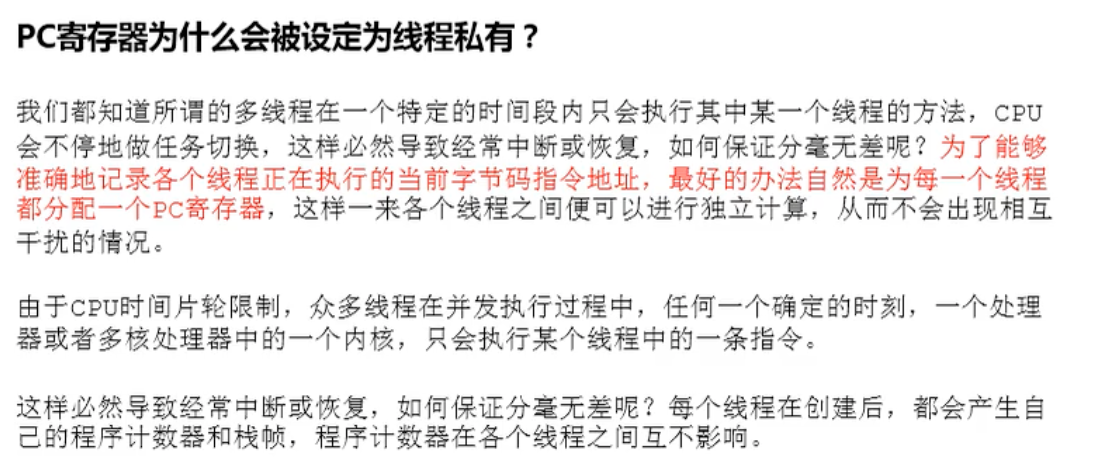 PC寄存器为什么会被设定为线程私有？
我们都知道所谓的多线程在一个特定的时间段内只会执行其中某一个线程的方法，CPU
会不停地做任务切换，这样必然导致经常中断或恢复，如何保证分毫无差呢？为了能够
准确地记录各个线程正在执行的当前字节码指令地址，最好的办法自然是为每一个线程
都分配一个PC寄存器，这样一来各个线程之间便可以进行独立计算，从而不会出现相互
干扰的情况。
由于CPU时间片轮限制，众多线程在并发执行过程中，任何一个确定的时刻，一个处理
器或者多核处理器中的一个内核，只会执行某个线程中的一条指令。
这样必然导致经常中断或恢复，如何保证分毫无差呢？每个线程在创建后，都会产生自
己的程序计数器和栈帧，程序计数器在各个线程之间互不影响。